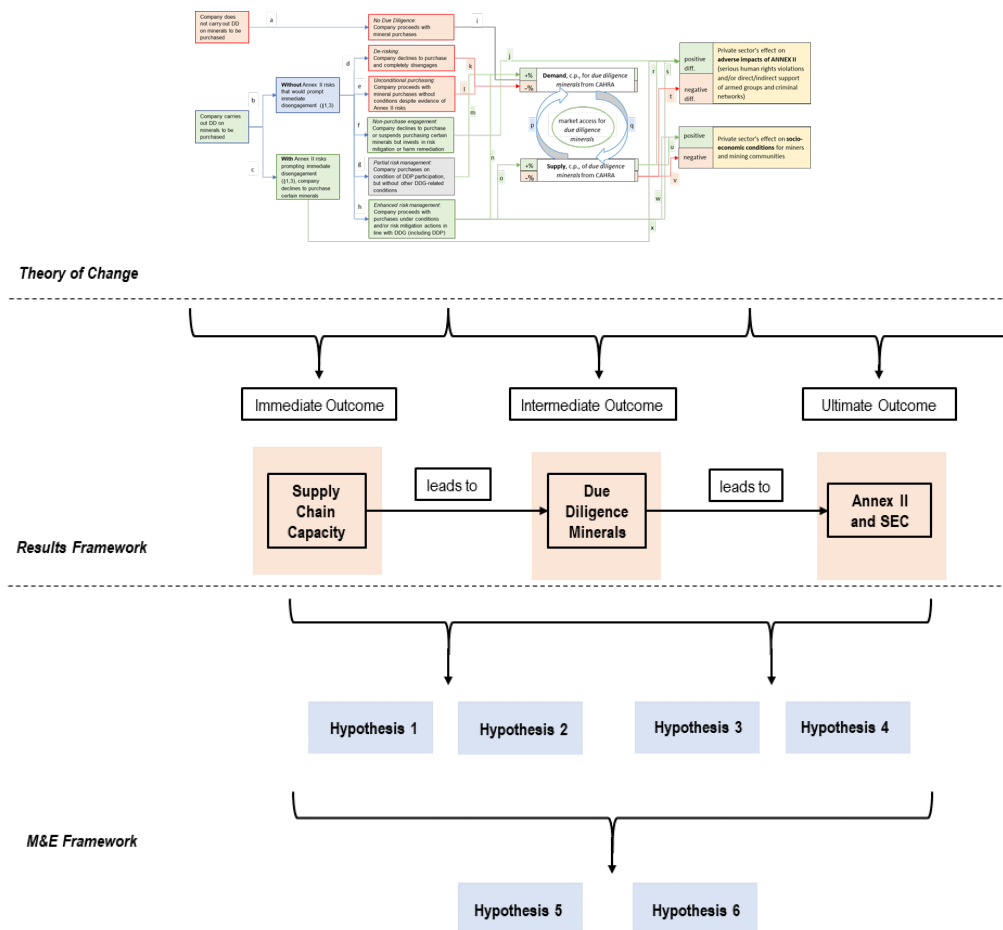 Company does
not carry out DD
on minerals to be
purchased
a
No Due Diligence:
Company proceeds with
mineral purchases
i
De-risking:
Company declines to purchase
and completely disengages
Unconditional purchasing:
Company proceeds with
mineral purchases without
conditions despite evidence of
Annex II risks
Non-purchase engagement:
Company declines to purchase
or suspends purchasing certain
minerals but invests in risk
mitigation or harm remediation
Partial risk management:
Company purchases on
condition of DDP participation,
but without other DDG-related
conditions
Enhanced risk management:
Company proceeds with
purchases under conditions
and/or risk mitigation actions in
line with DDG (including DDP)
Company carries
out DD on
minerals to be
purchased
b
c
Without Annex II risks
that would prompt
immediate
disengagement (§1,3)
With Annex II risks
prompting immediate
disengagement
(§1,3), company
declines to purchase
certain minerals
d
e
f
g
h
j
k
l
m
n
o
+%
-%
Demand, c.p., for due diligence
minerals from CAHRA
p
market access for
due diligence
minerals
q
+%
-%
Supply, c.p., of due diligence
minerals from CAHRA
r
s
t
u
v
w
x
positive
diff.
negative
diff.
Private sector's effect on
adverse impacts of ANNEX II
(serious human rights violations
and/or direct/indirect support
of armed groups and criminal
networks)
positive
negative
Private sector's effect on socio-
economic conditions for miners
and mining communities
Theory of Change
Immediate Outcome
Intermediate Outcome
Ultimate Outcome
Supply
Chain
Capacity
leads to
Due
Diligence
Minerals
leads to
Annex II
and SEC
Results Framework
Hypothesis 1
Hypothesis 2
Hypothesis 3
Hypothesis 4
M&E Framework
Hypothesis 5
Hypothesis 6